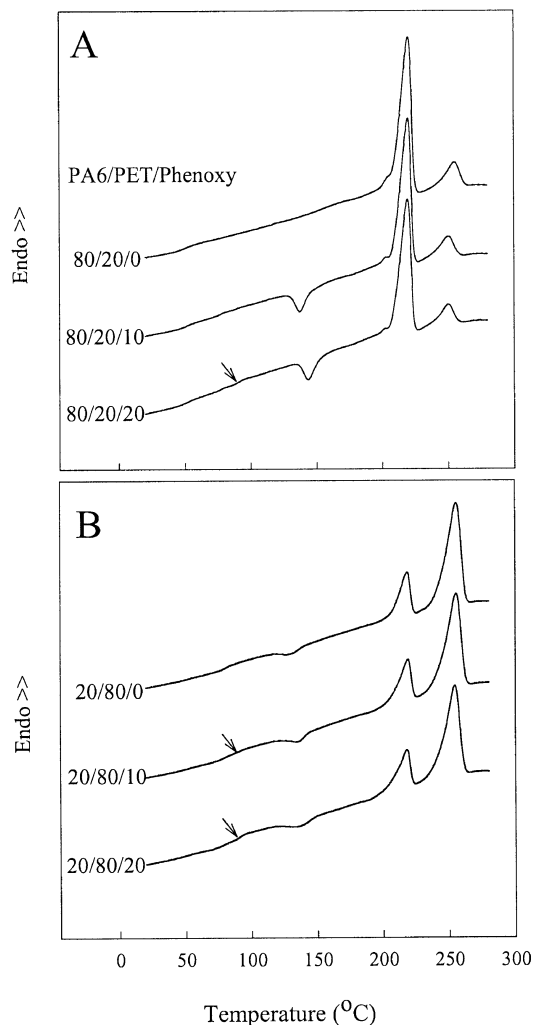 A
PA6/PET/Phenoxy
80/20/0
80/20/10
80/20/20
Endo >>
B
20/80/0
20/80/10
20/80/20
Endo >>
0 50 100 150 200 250 300
Temperature (°C)